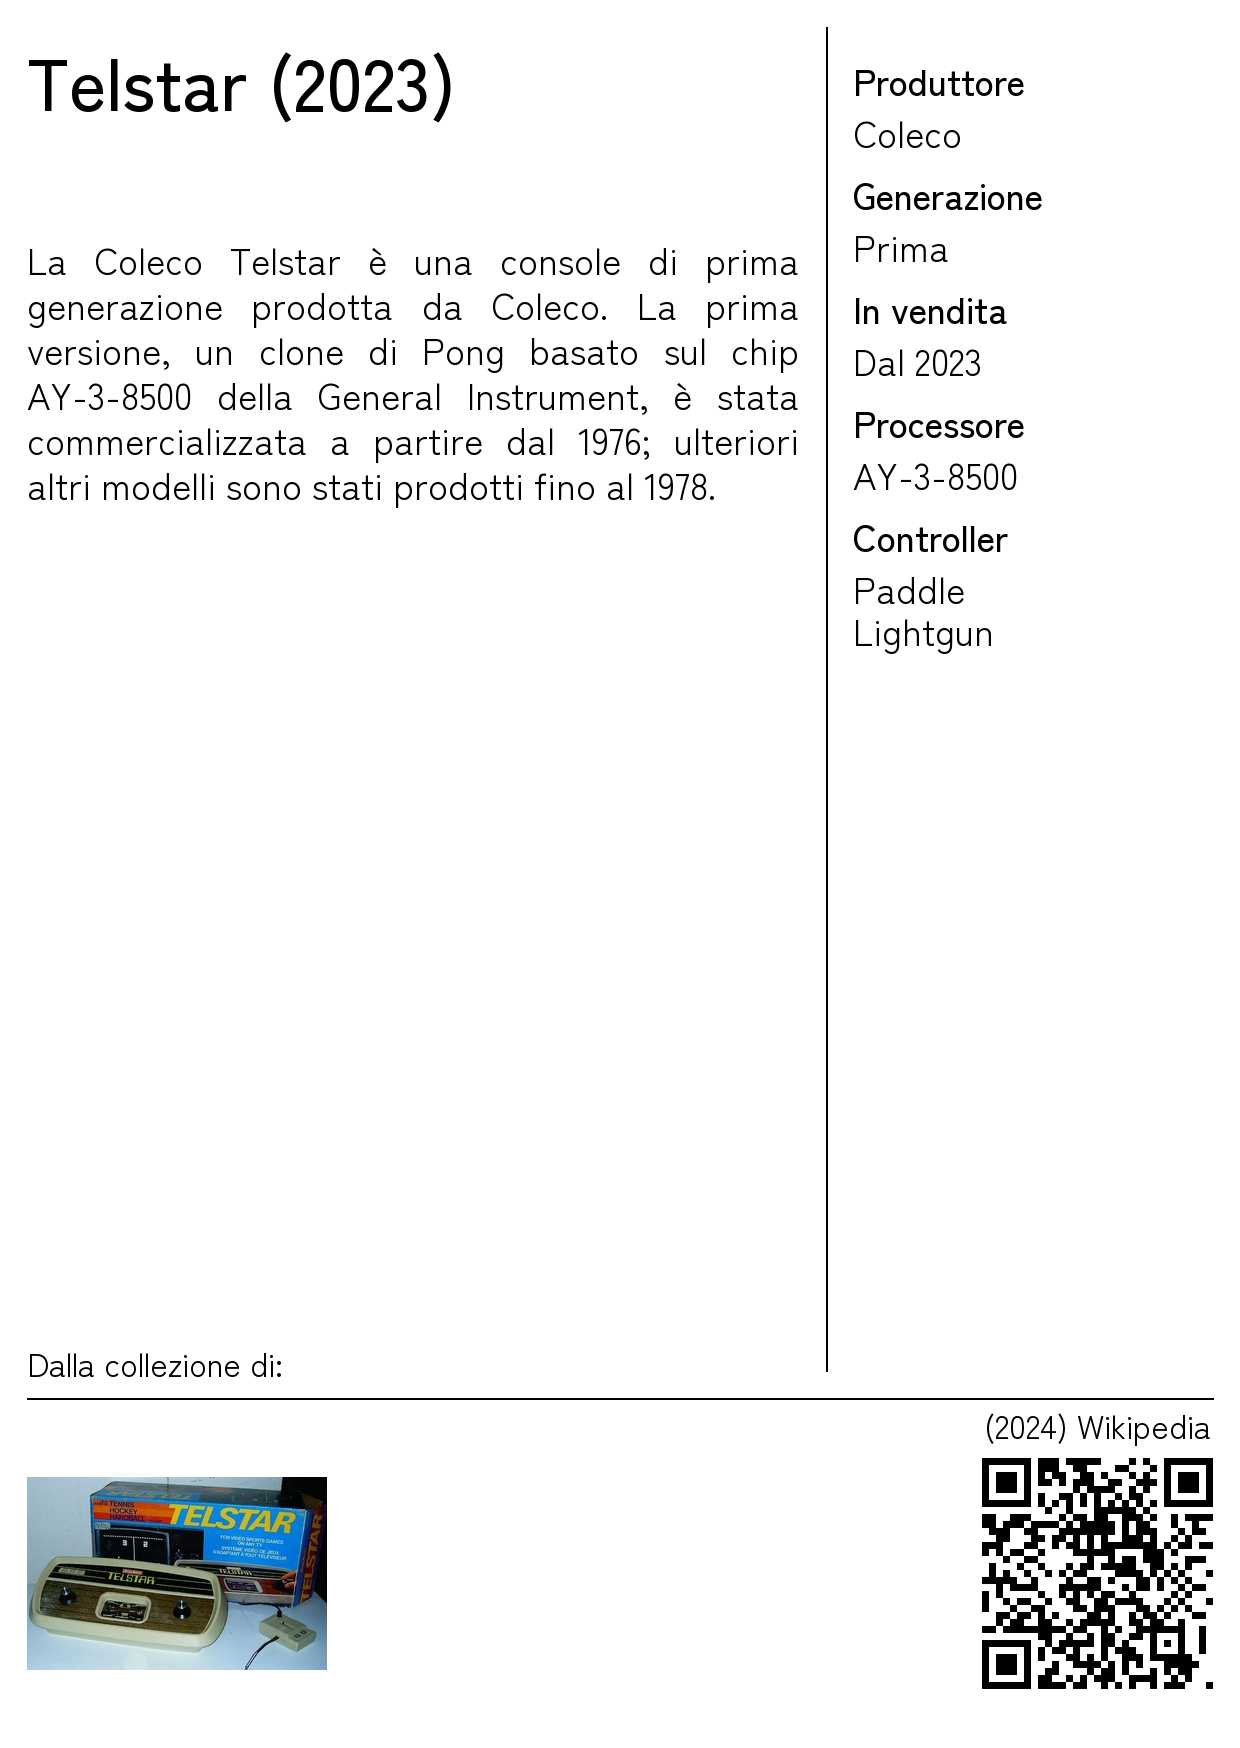 Telstar (2023)
La Coleco Telstar è una console di prima
generazione prodotta da Coleco. La prima
versione, un clone di Pong basato sul chip
AY-3-8500 della General Instrument, è stata
commercializzata a partire dal 1976; ulteriori
altri modelli sono stati prodotti fino al 1978.
Produttore
Coleco
Generazione
Prima
In vendita
Dal 2023
Processore
AY-3-8500
Controller
Paddle
Lightgun
Dalla collezione di:
(2024) Wikipedia
TENNIS
HOCKEY
HANDBALL
TELSTAR
FOR VIDEO SPORTS GAMES
ON ANY TV
SYSTÈME VIDÉO DE JEUX
S'ADAPTANT À TOUT TÉLÉVISEUR
TELSTAR
TELSTAR
TELSTAR